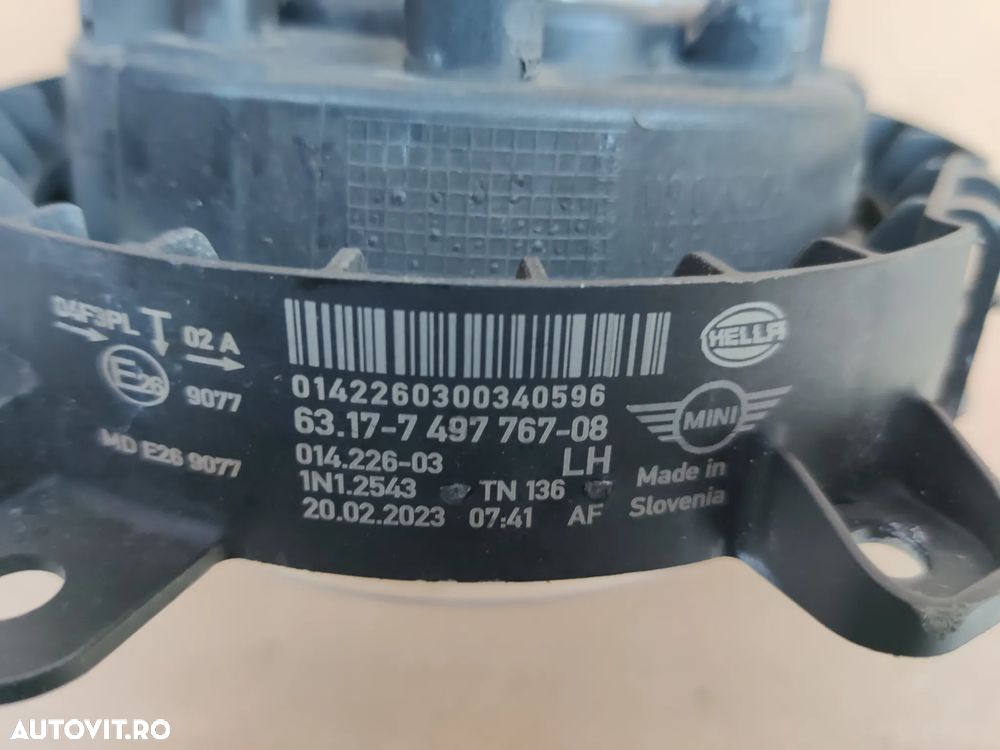 04F3PL T 02 A
E26
9077
MD E26 9077
0142260300340596
63.17-7 497 767-08
014.226-03 LH
1N1.2543 TN 136
20.02.2023 07:41 AF
HELLA
MINI
Made in
Slovenia
AUTOVIT.RO